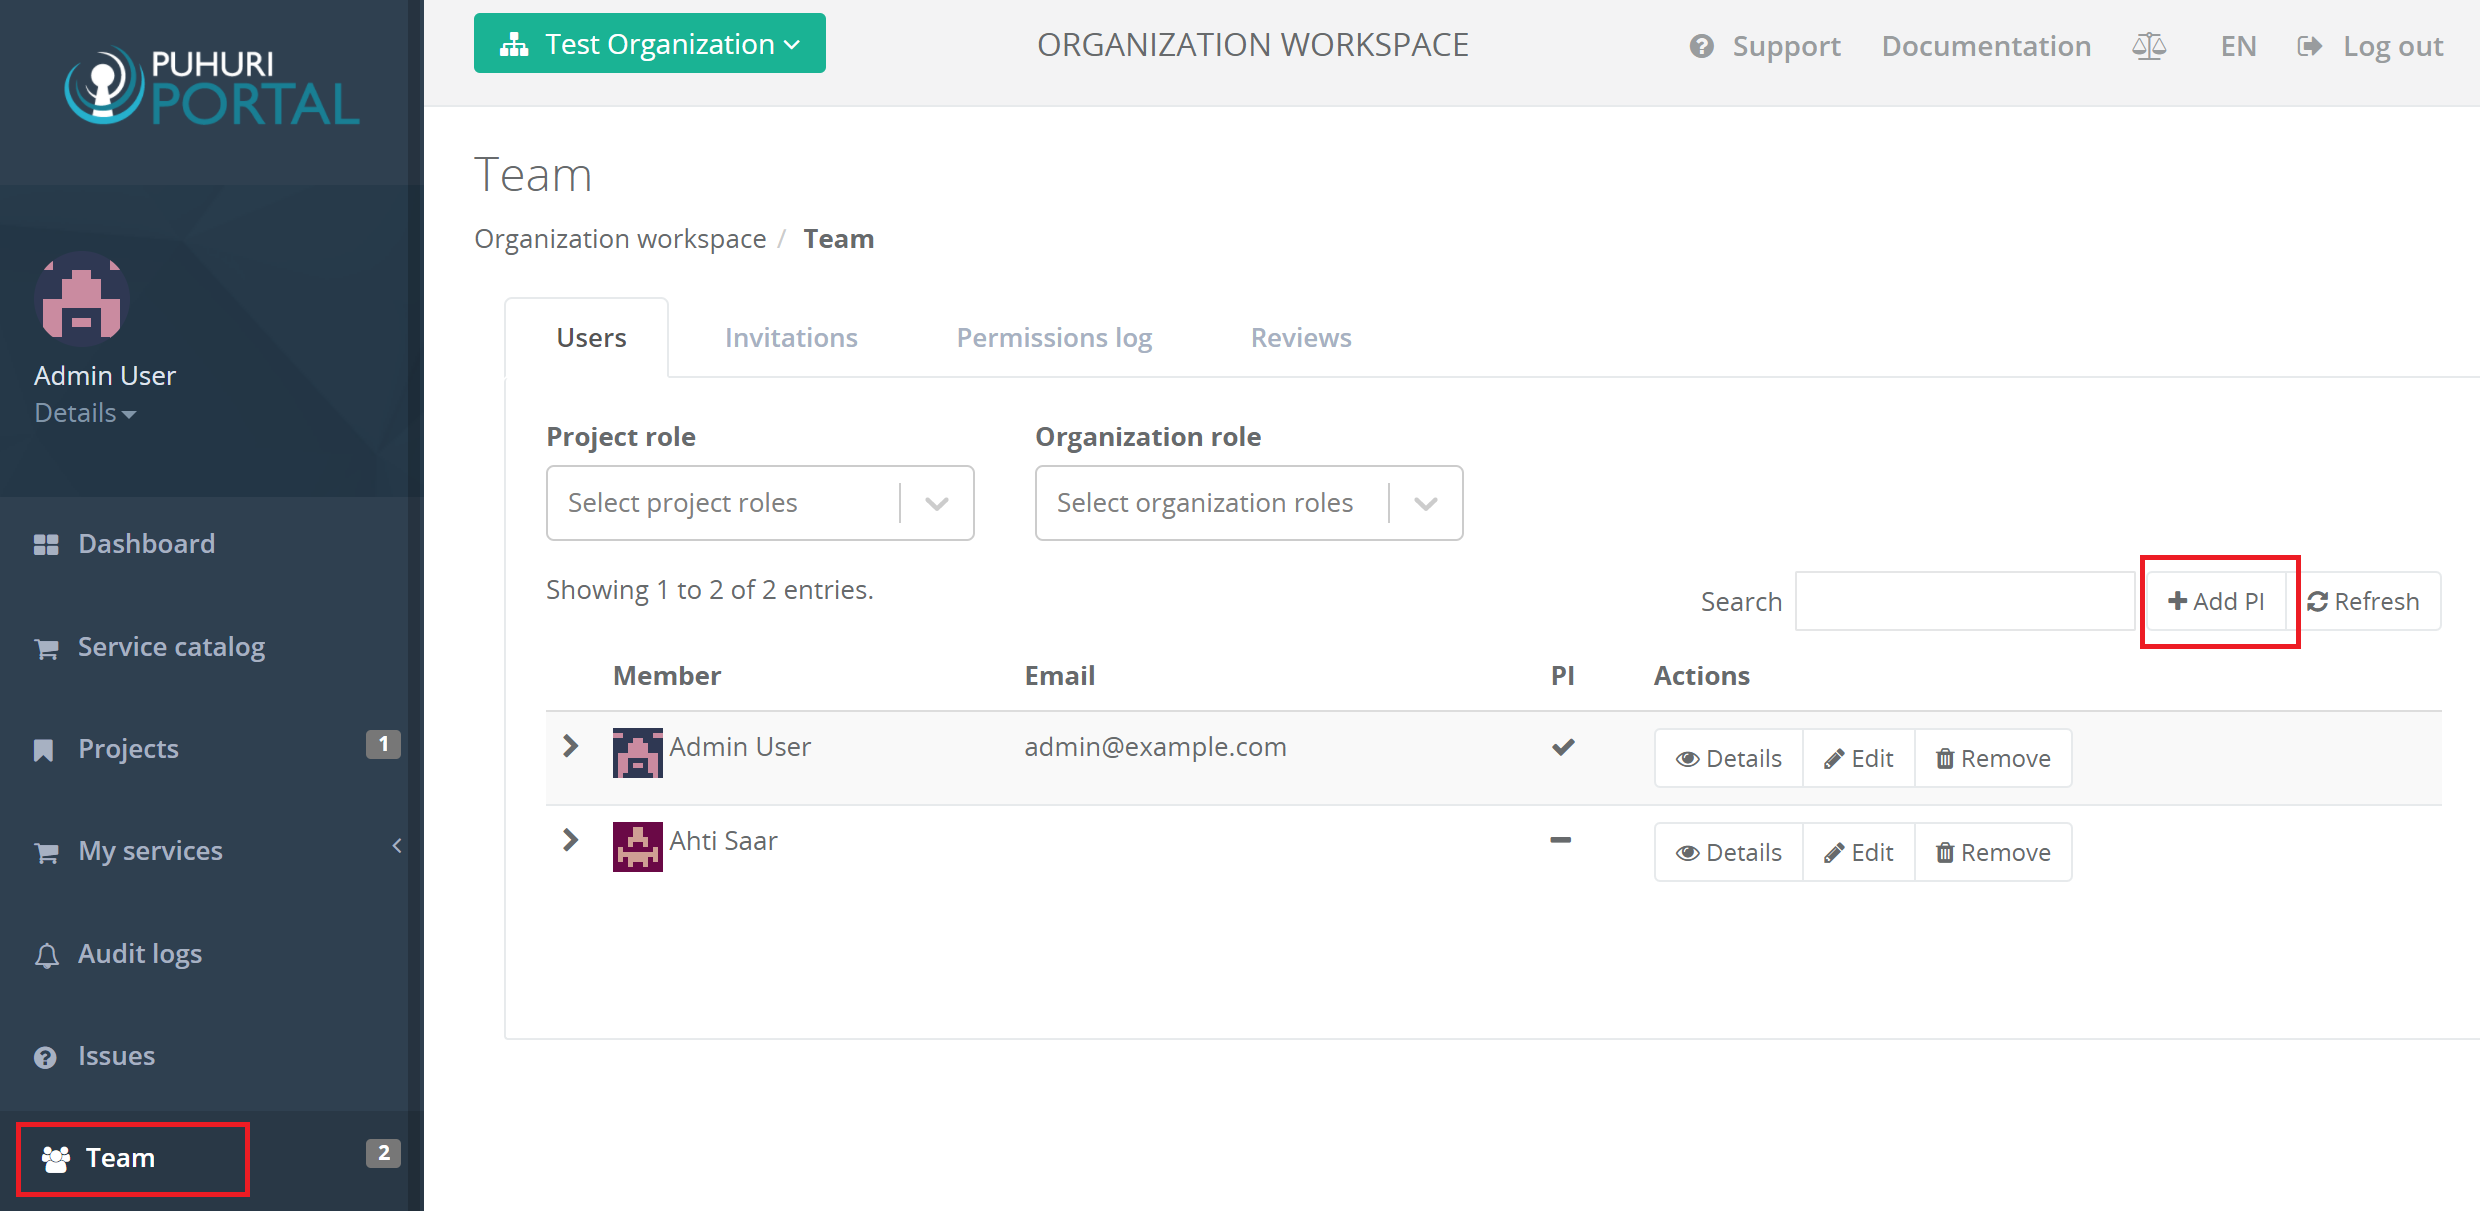 PUHURI
PORTAL
Test Organization
ORGANIZATION WORKSPACE
Support
Documentation
EN
Log out
Admin User
Details
Dashboard
Service catalog
Projects 1
My services
Audit logs
Issues
Team 2
Team
Organization workspace / Team
Users
Invitations
Permissions log
Reviews
Project role
Organization role
Select project roles
Select organization roles
Showing 1 to 2 of 2 entries.
Search
Add PI
Refresh
Member Email PI Actions
Admin User admin@example.com Details Edit Remove
Ahti Saar Details Edit Remove